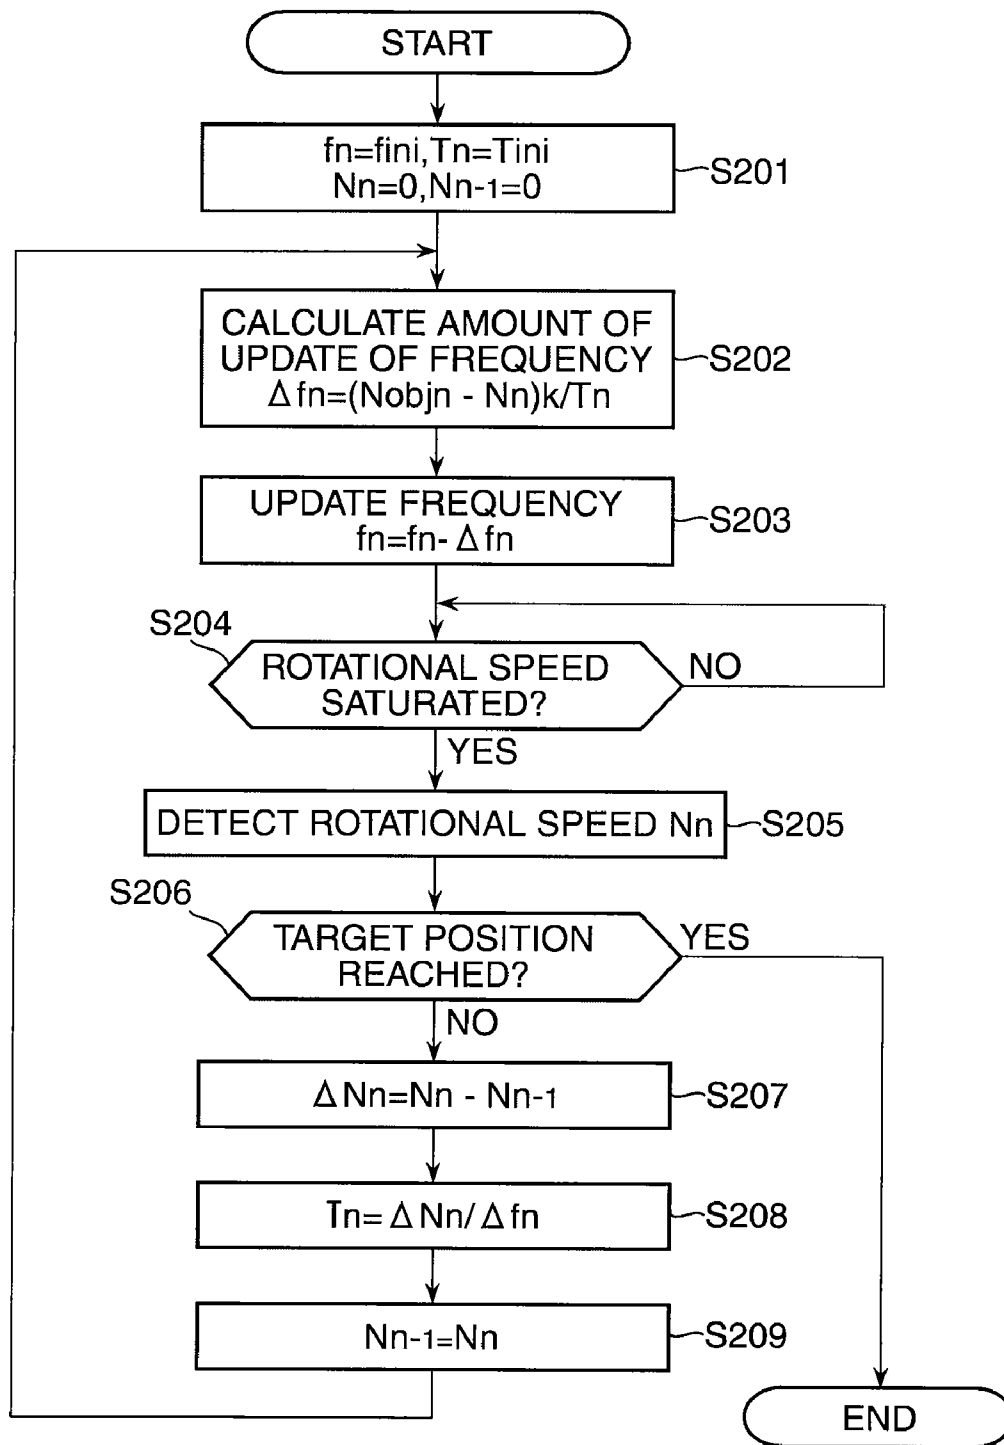 START
fn=fini,Tn=Tini
Nn=0,Nn-1=0
S201
CALCULATE AMOUNT OF
UPDATE OF FREQUENCY
Δfn=(Nobjn - Nn)k/Tn
S202
UPDATE FREQUENCY
fn=fn-Δfn
S203
S204
ROTATIONAL SPEED
SATURATED?
NO
YES
DETECT ROTATIONAL SPEED Nn
S205
S206
TARGET POSITION
REACHED?
YES
NO
ΔNn=Nn - Nn-1
S207
Tn=ΔNn/Δfn
S208
Nn-1=Nn
S209
END